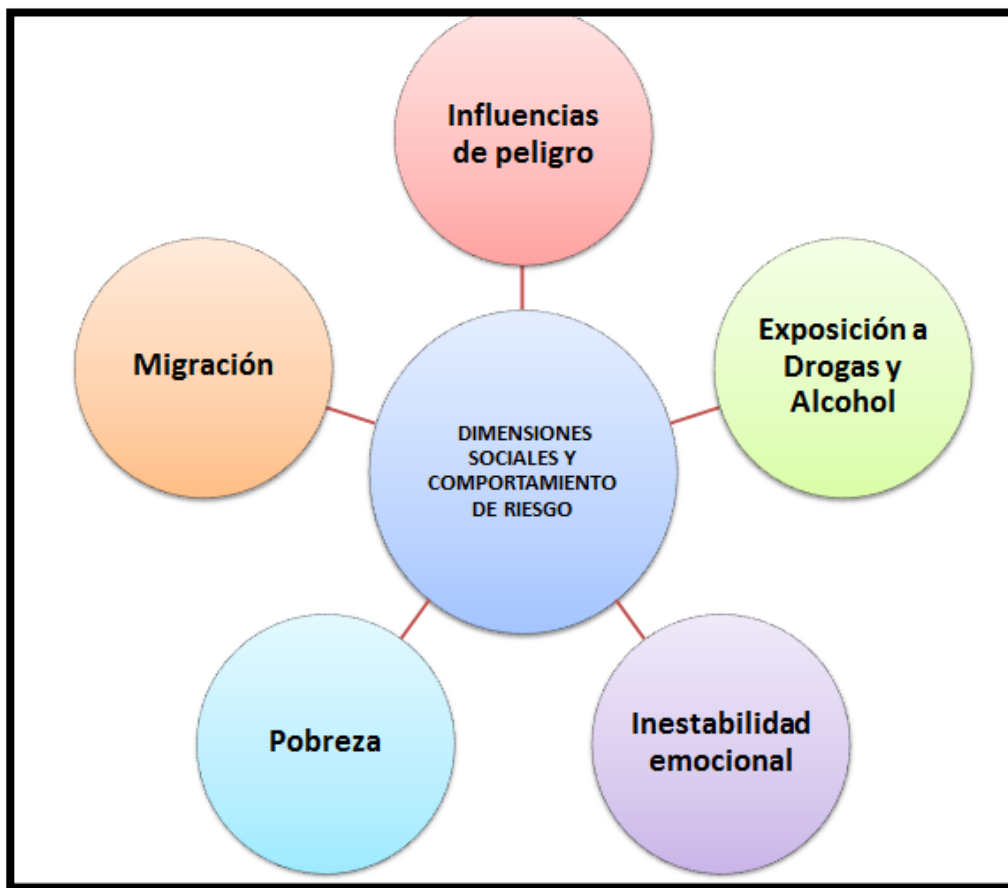 Influencias
de peligro
Exposición a
Drogas y
Alcohol
Migración
DIMENSIONES
SOCIALES Y
COMPORTAMIENTO
DE RIESGO
Inestabilidad
emocional
Pobreza